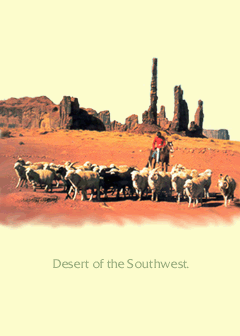 Desert of the Southwest.